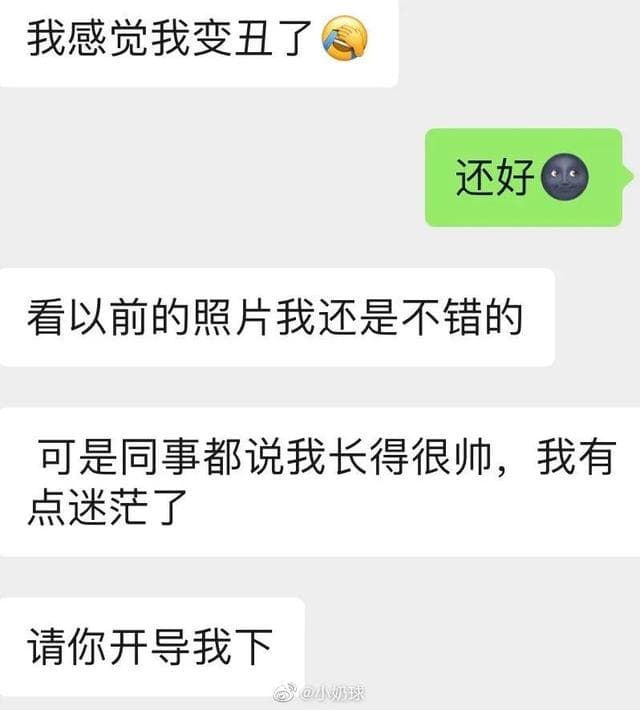 我感觉我变丑了🤦
还好🌚
看以前的照片我还是不错的
可是同事都说我长得很帅，我有
点迷茫了
请你开导我下
@小奶球